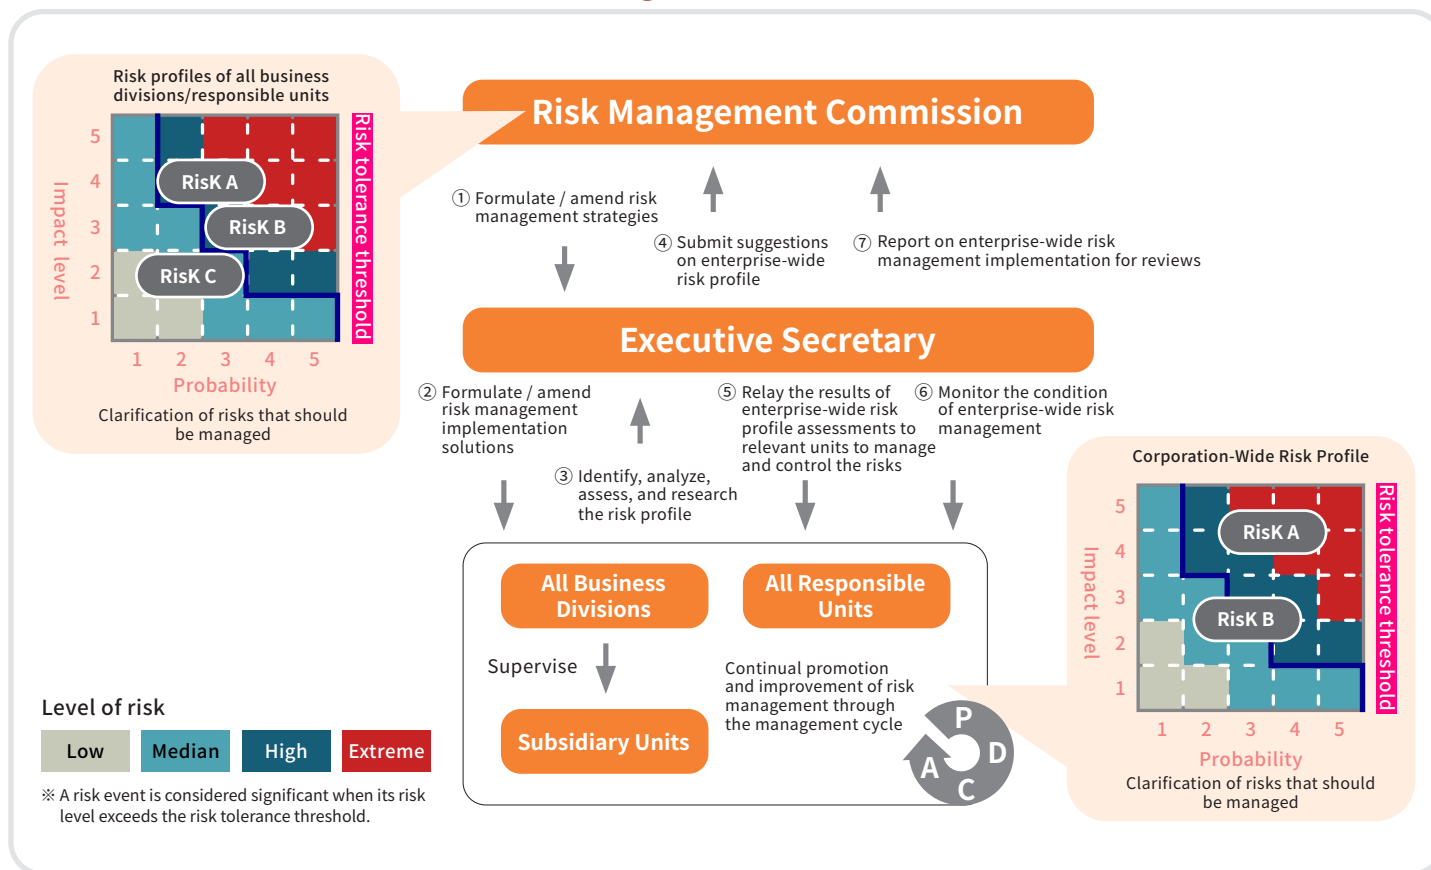 Risk profiles of all business
divisions/responsible units
5
4
3
2
1
Impact level
RisK A
RisK B
RisK C
Risk tolerance threshold
1 2 3 4 5
Probability
Clarification of risks that should
be managed
Risk Management Commission
① Formulate / amend risk
management strategies
④ Submit suggestions
on enterprise-wide
risk profile
⑦ Report on enterprise-wide risk
management implementation for reviews
Executive Secretary
② Formulate / amend
risk management
implementation
solutions
③ Identify, analyze,
assess, and research
the risk profile
⑤ Relay the results of
enterprise-wide risk
profile assessments to
relevant units to manage
and control the risks
⑥ Monitor the condition
of enterprise-wide risk
management
All Business
Divisions
All Responsible
Units
Supervise
Subsidiary Units
Continual promotion
and improvement of risk
management through
the management cycle
P
D
C
A
Corporation-Wide Risk Profile
5
4
3
2
1
Impact level
RisK A
RisK B
Risk tolerance threshold
1 2 3 4 5
Probability
Clarification of risks that should
be managed
Level of risk
Low Median High Extreme
※ A risk event is considered significant when its risk
level exceeds the risk tolerance threshold.